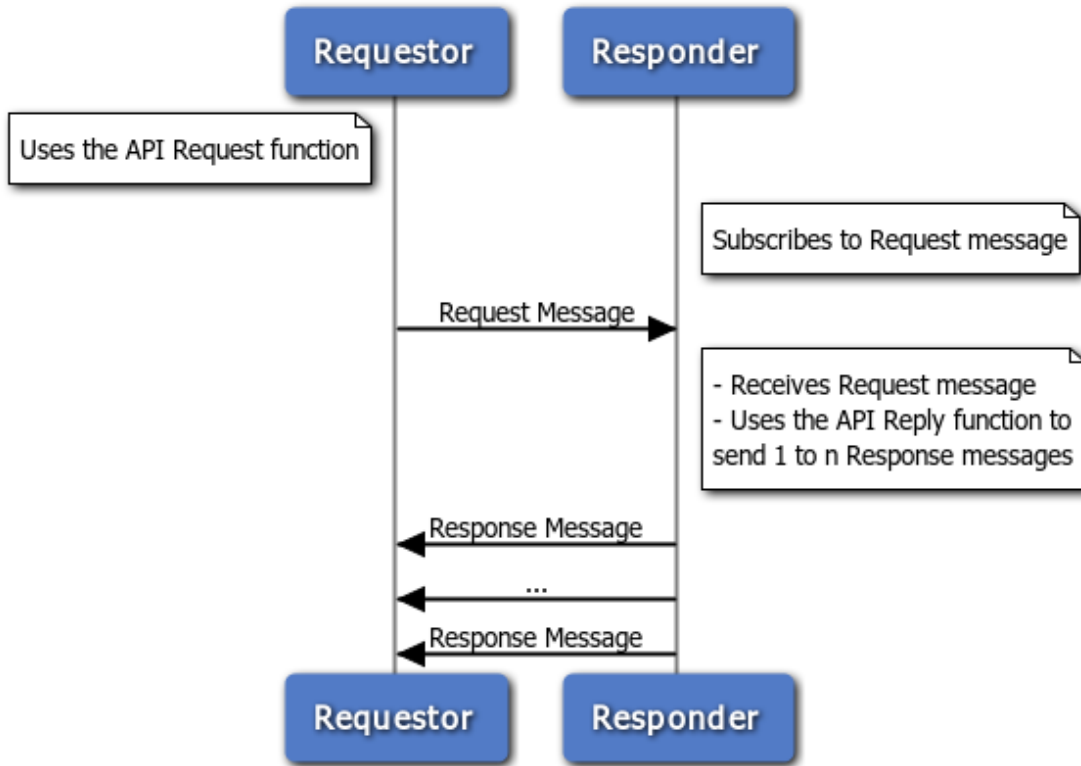 Requestor
Responder
Uses the API Request function
Subscribes to Request message
Request Message
- Receives Request message
- Uses the API Reply function to
send 1 to n Response messages
Response Message
...
Response Message
Requestor
Responder